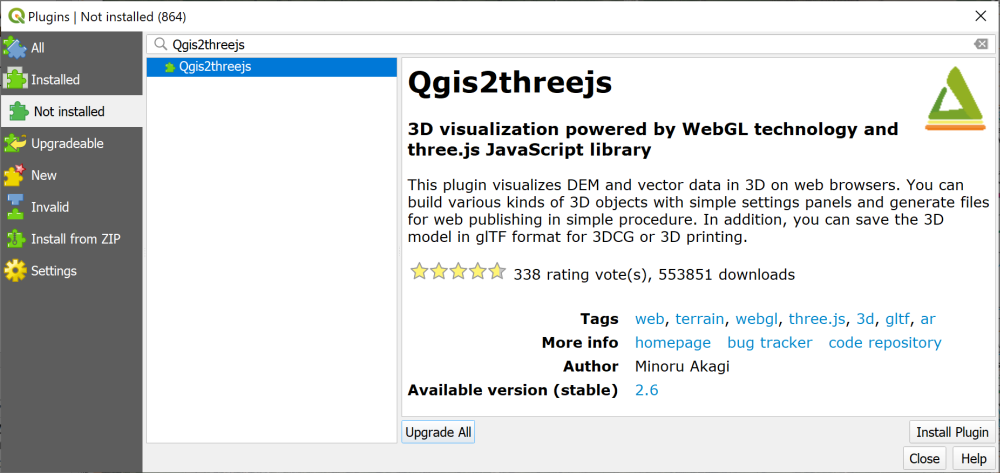 Plugins | Not installed (864)
All
Installed
Not installed
Upgradeable
New
Invalid
Install from ZIP
Settings
Qgis2threejs
Qgis2threejs
Qgis2threejs
3D visualization powered by WebGL technology and
three.js JavaScript library
This plugin visualizes DEM and vector data in 3D on web browsers. You can
build various kinds of 3D objects with simple settings panels and generate files
for web publishing in simple procedure. In addition, you can save the 3D
model in glTF format for 3DCG or 3D printing.
338 rating vote(s), 553851 downloads
Tags web, terrain, webgl, three.js, 3d, gltf, ar
More info homepage bug tracker code repository
Author Minoru Akagi
Available version (stable) 2.6
Upgrade All Install Plugin
Close Help